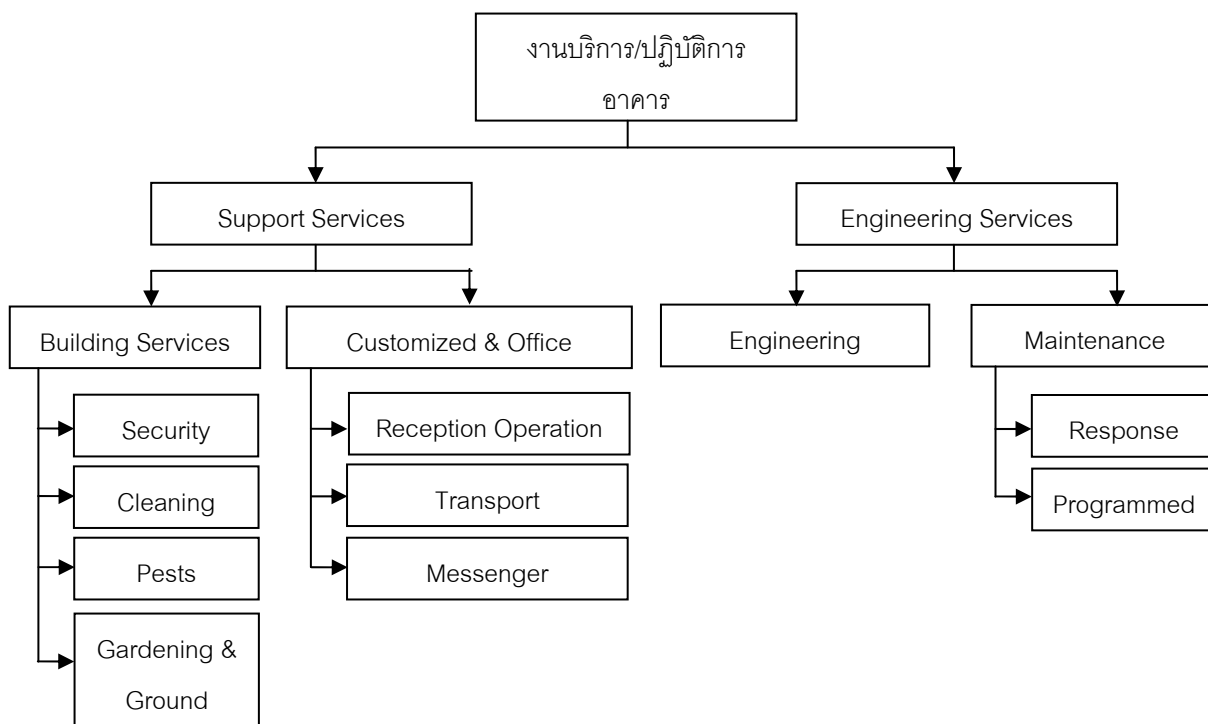 งานบริการ/ปฏิบัติการ
อาคาร
Support Services
Engineering Services
Building Services
Customized & Office
Engineering
Maintenance
Security
Cleaning
Pests
Gardening &
Ground
Reception Operation
Transport
Messenger
Response
Programmed